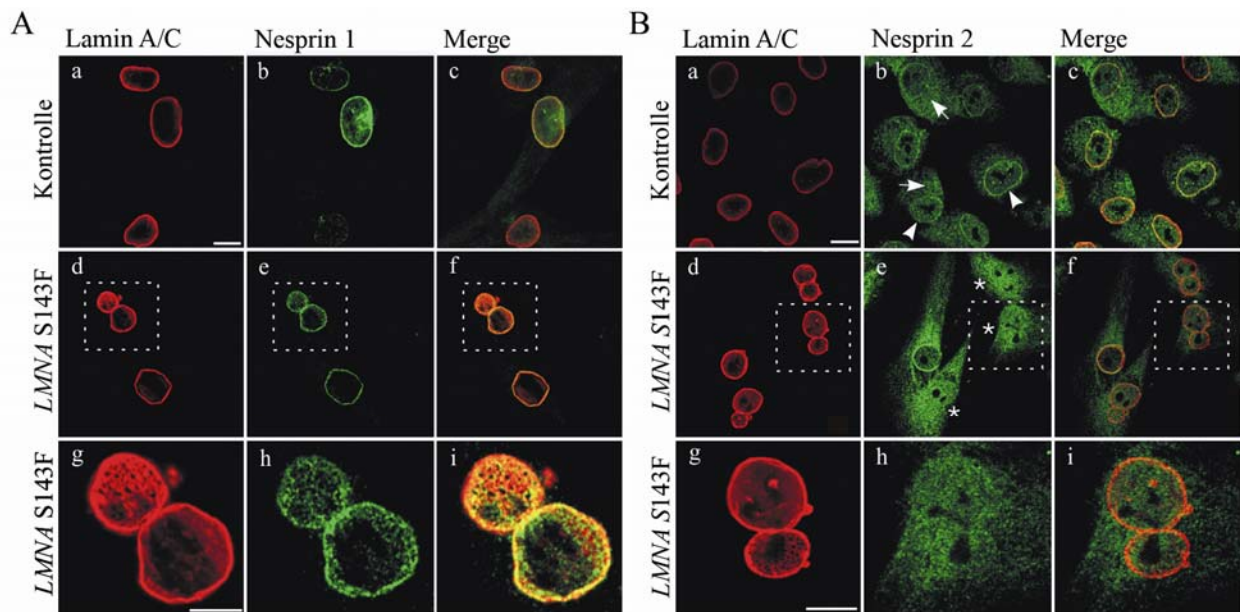 A
Lamin A/C Nesprin 1 Merge
Kontrolle
a b c
LMNA S143F
d e f
LMNA S143F
g h i
B
Lamin A/C Nesprin 2 Merge
Kontrolle
a b c
LMNA S143F
d e f
* * *
LMNA S143F
g h i